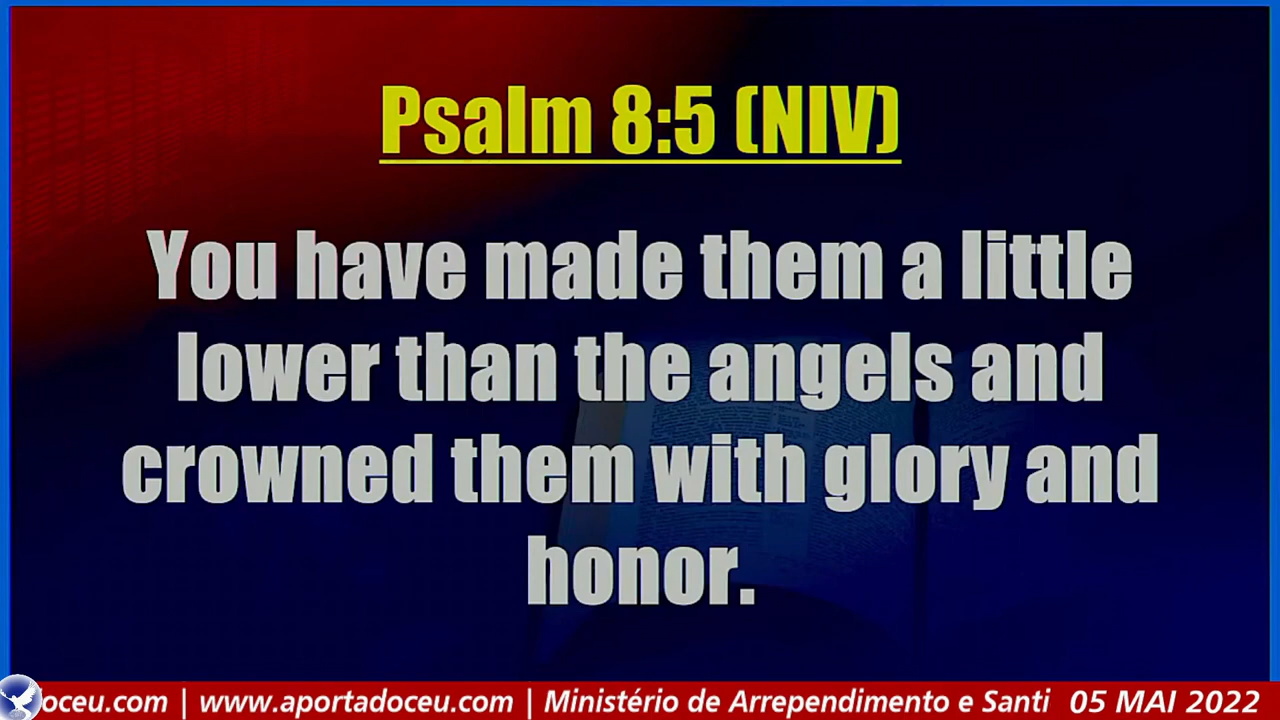 Psalm 8:5 (NIV)
You have made them a little
lower than the angels and
crowned them with glory and
honor.
doceu.com | www.aportadoceu.com | Ministério de Arrependimento e Santi 05 MAI 2022